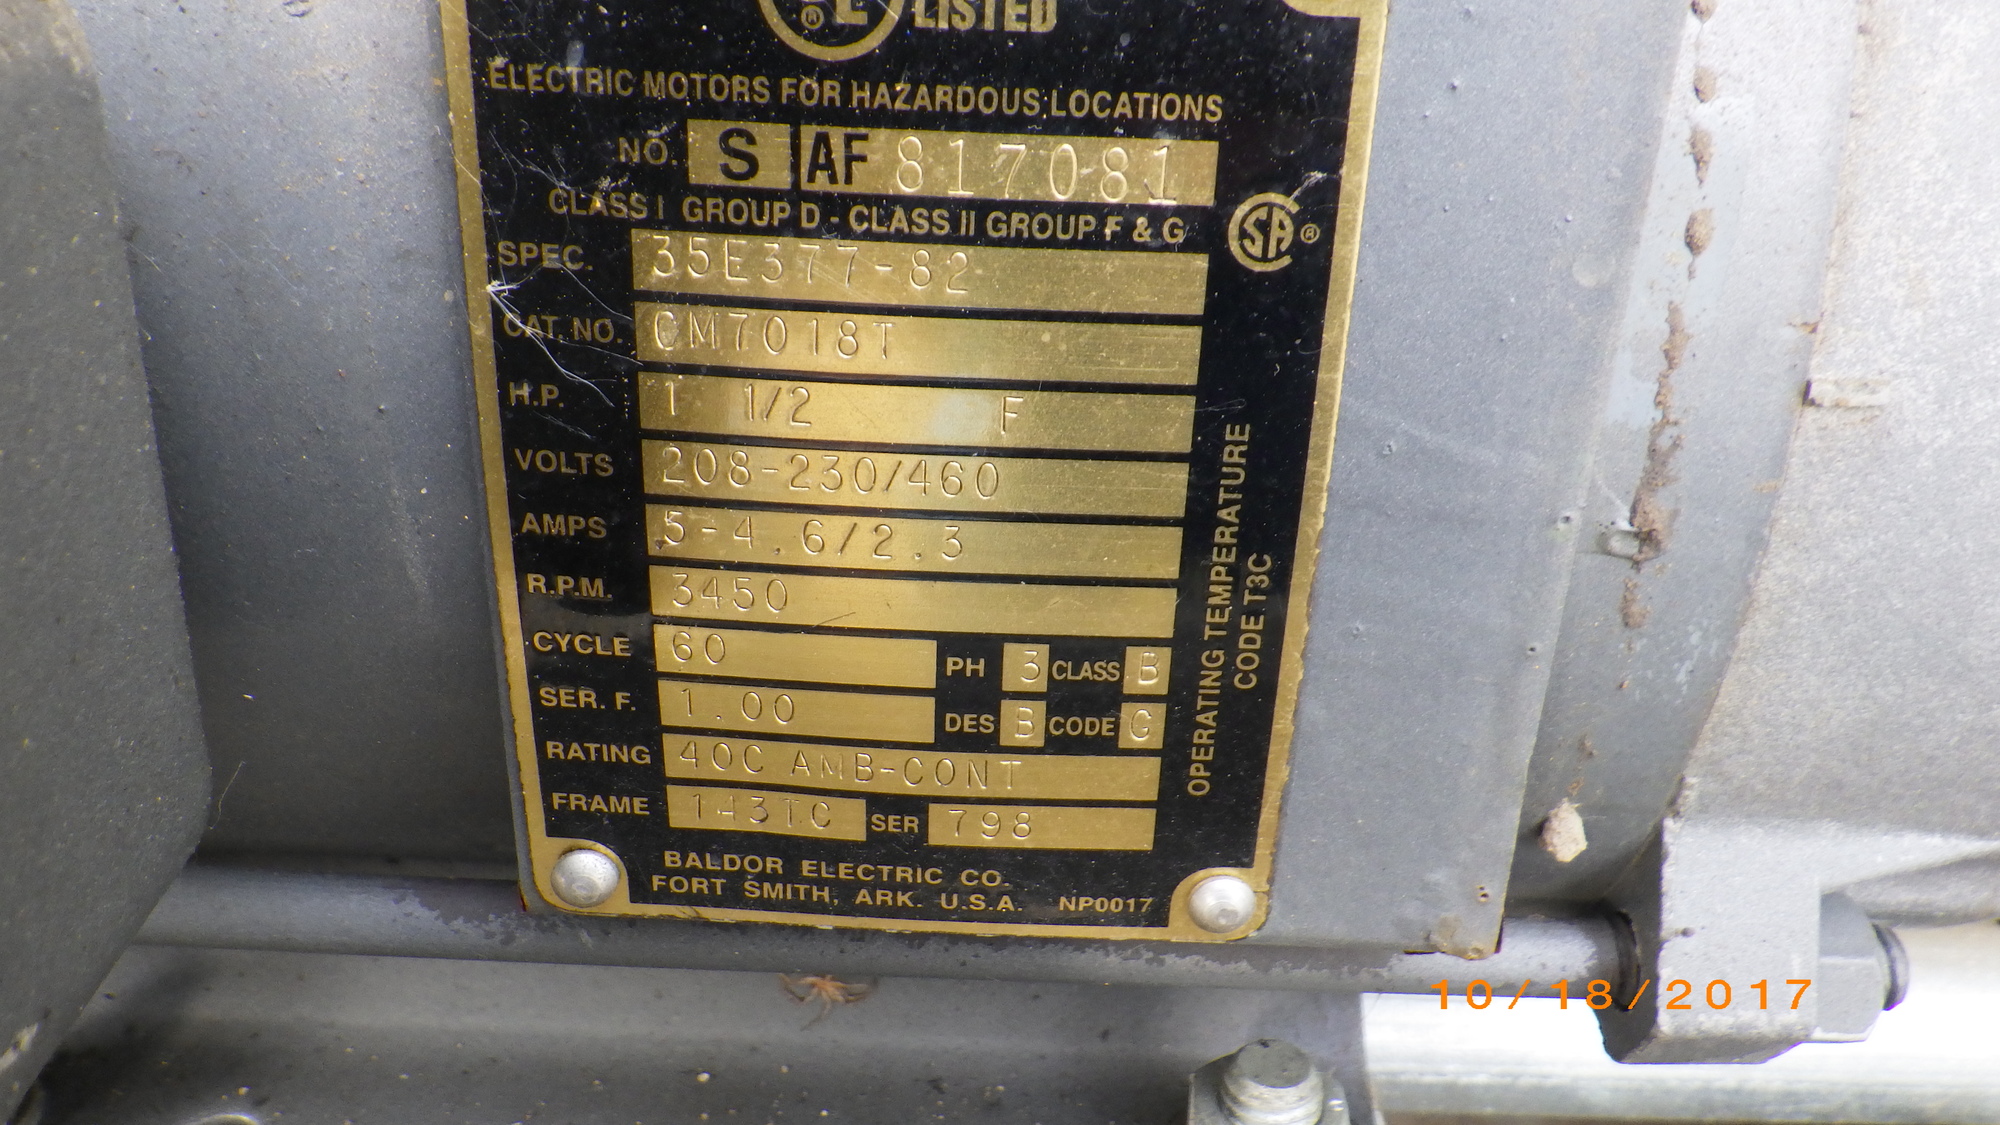 ® L LISTED
ELECTRIC MOTORS FOR HAZARDOUS LOCATIONS
NO. S AF 817081
CLASS I GROUP D - CLASS II GROUP F & G
SA ®
SPEC. 35E377-82
CAT. NO. CM7018T
H.P. 1 1/2 F
VOLTS 208-230/460
AMPS 5-4.6/2.3
R.P.M. 3450
CYCLE 60 PH 3 CLASS B
SER. F. 1.00 DES B CODE G
RATING 40C AMB-CONT
FRAME 143TC SER 798
OPERATING TEMPERATURE
CODE T3C
BALDOR ELECTRIC CO.
FORT SMITH, ARK. U.S.A. NP0017
10/18/2017